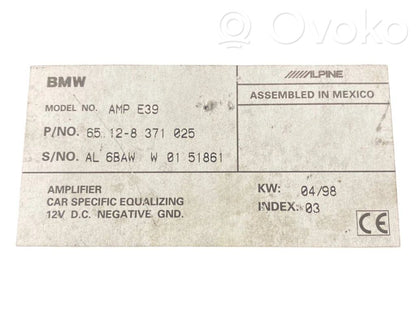 Ovoko
BMW
////ALPINE
MODEL NO. AMP E39
ASSEMBLED IN MEXICO
P/NO. 65.12-8 371 025
S/NO. AL 6BAW W 01 51861
AMPLIFIER
CAR SPECIFIC EQUALIZING
12V D.C. NEGATIVE GND.
KW: 04/98
INDEX: 03
CE